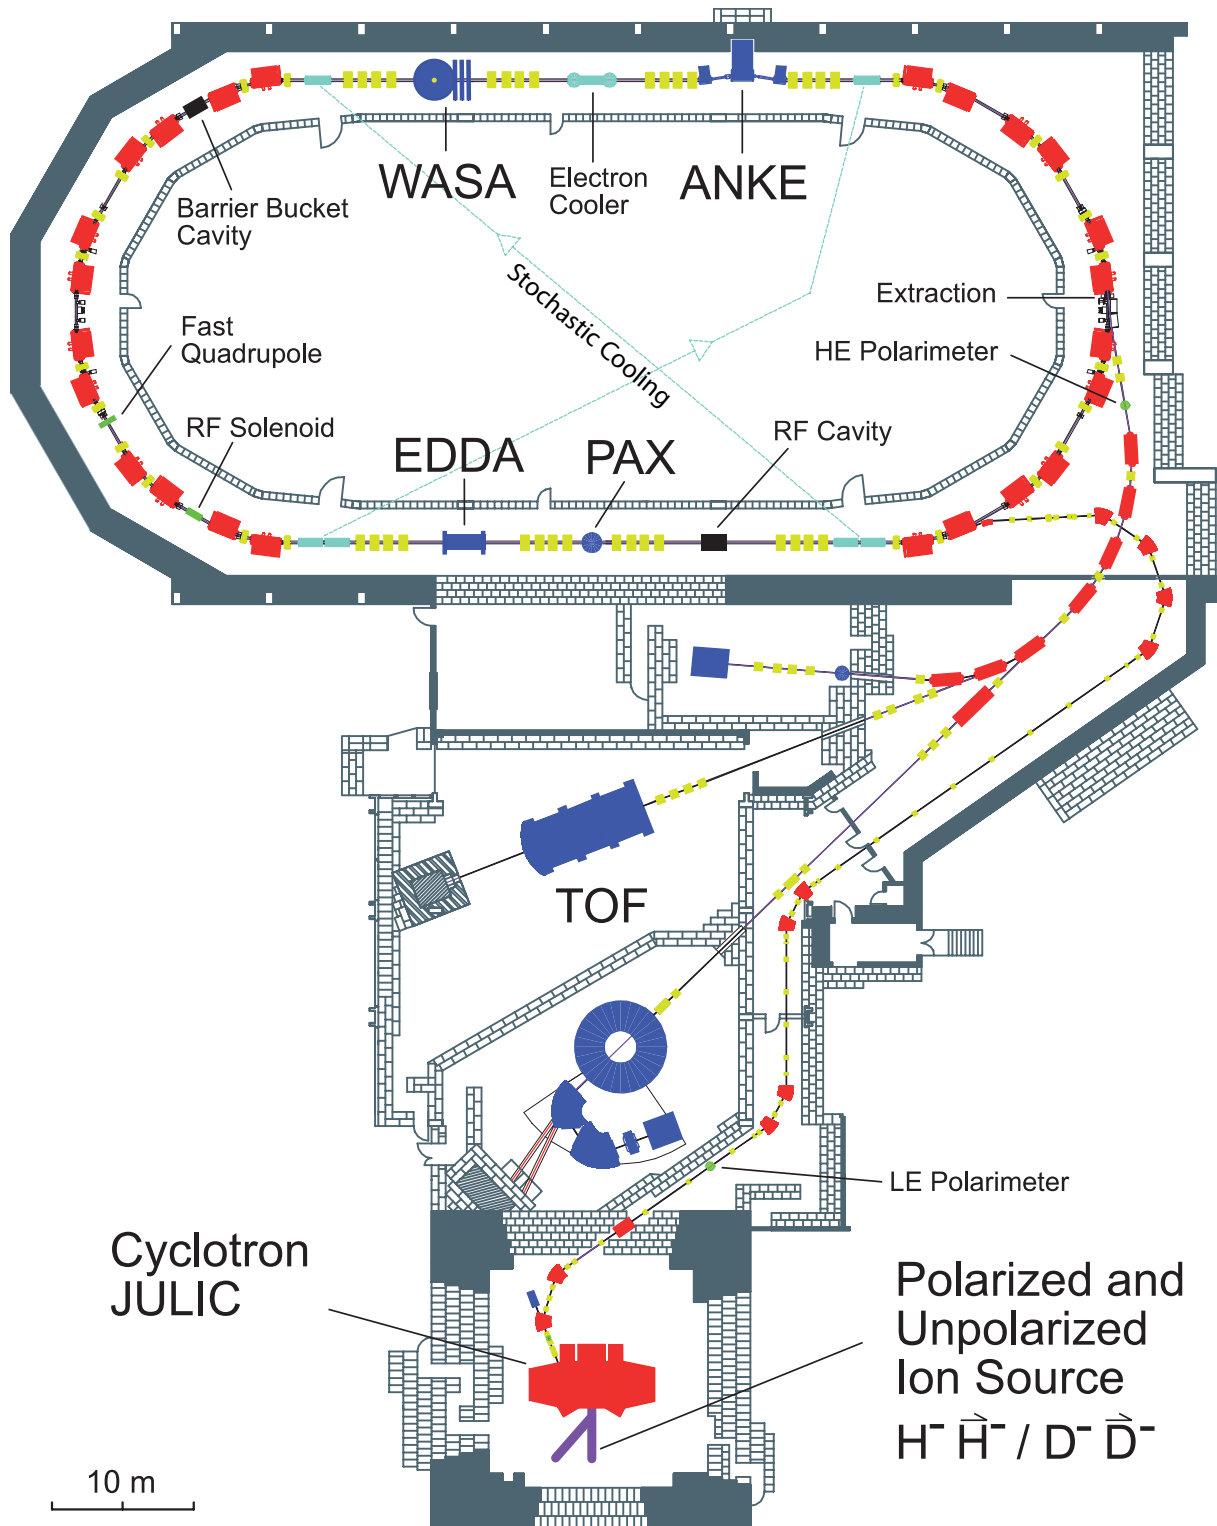 WASA
Electron
Cooler
ANKE
Barrier Bucket
Cavity
Stochastic Cooling
Extraction
Fast
Quadrupole
HE Polarimeter
RF Solenoid
EDDA
PAX
RF Cavity
TOF
LE Polarimeter
Cyclotron
JULIC
Polarized and
Unpolarized
Ion Source
H⁻ H⃗⁻ / D⁻ D⃗⁻
10 m